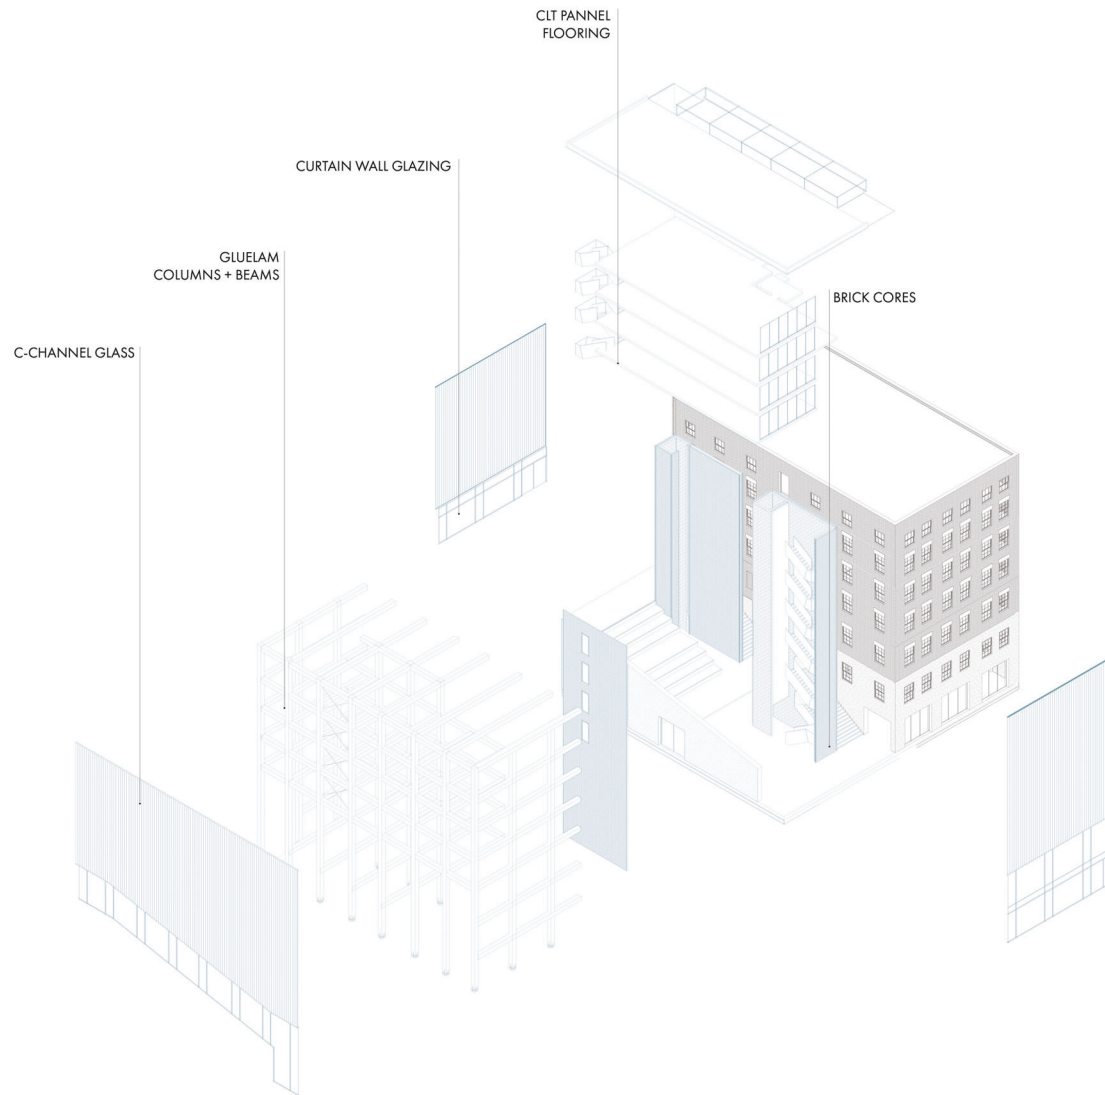 CLT PANNEL
FLOORING
CURTAIN WALL GLAZING
GLUELAM
COLUMNS + BEAMS
BRICK CORES
C-CHANNEL GLASS